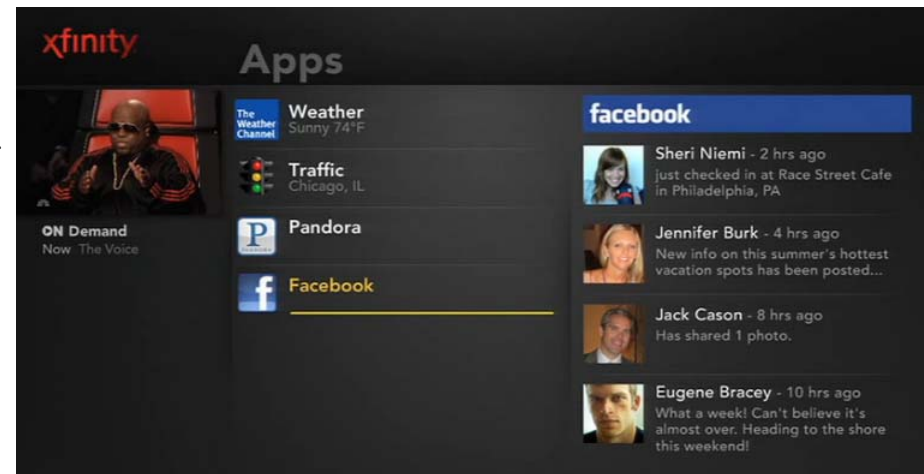 xfinity
Apps
ON Demand
Now The Voice
The
Weather
Channel
Weather
Sunny 74°F
Traffic
Chicago, IL
P
PANDORA
Pandora
f
Facebook
facebook
Sheri Niemi - 2 hrs ago
just checked in at Race Street Cafe
in Philadelphia, PA
Jennifer Burk - 4 hrs ago
New info on this summer's hottest
vacation spots has been posted...
Jack Cason - 8 hrs ago
Has shared 1 photo.
Eugene Bracey - 10 hrs ago
What a week! Can't believe it's
almost over. Heading to the shore
this weekend!